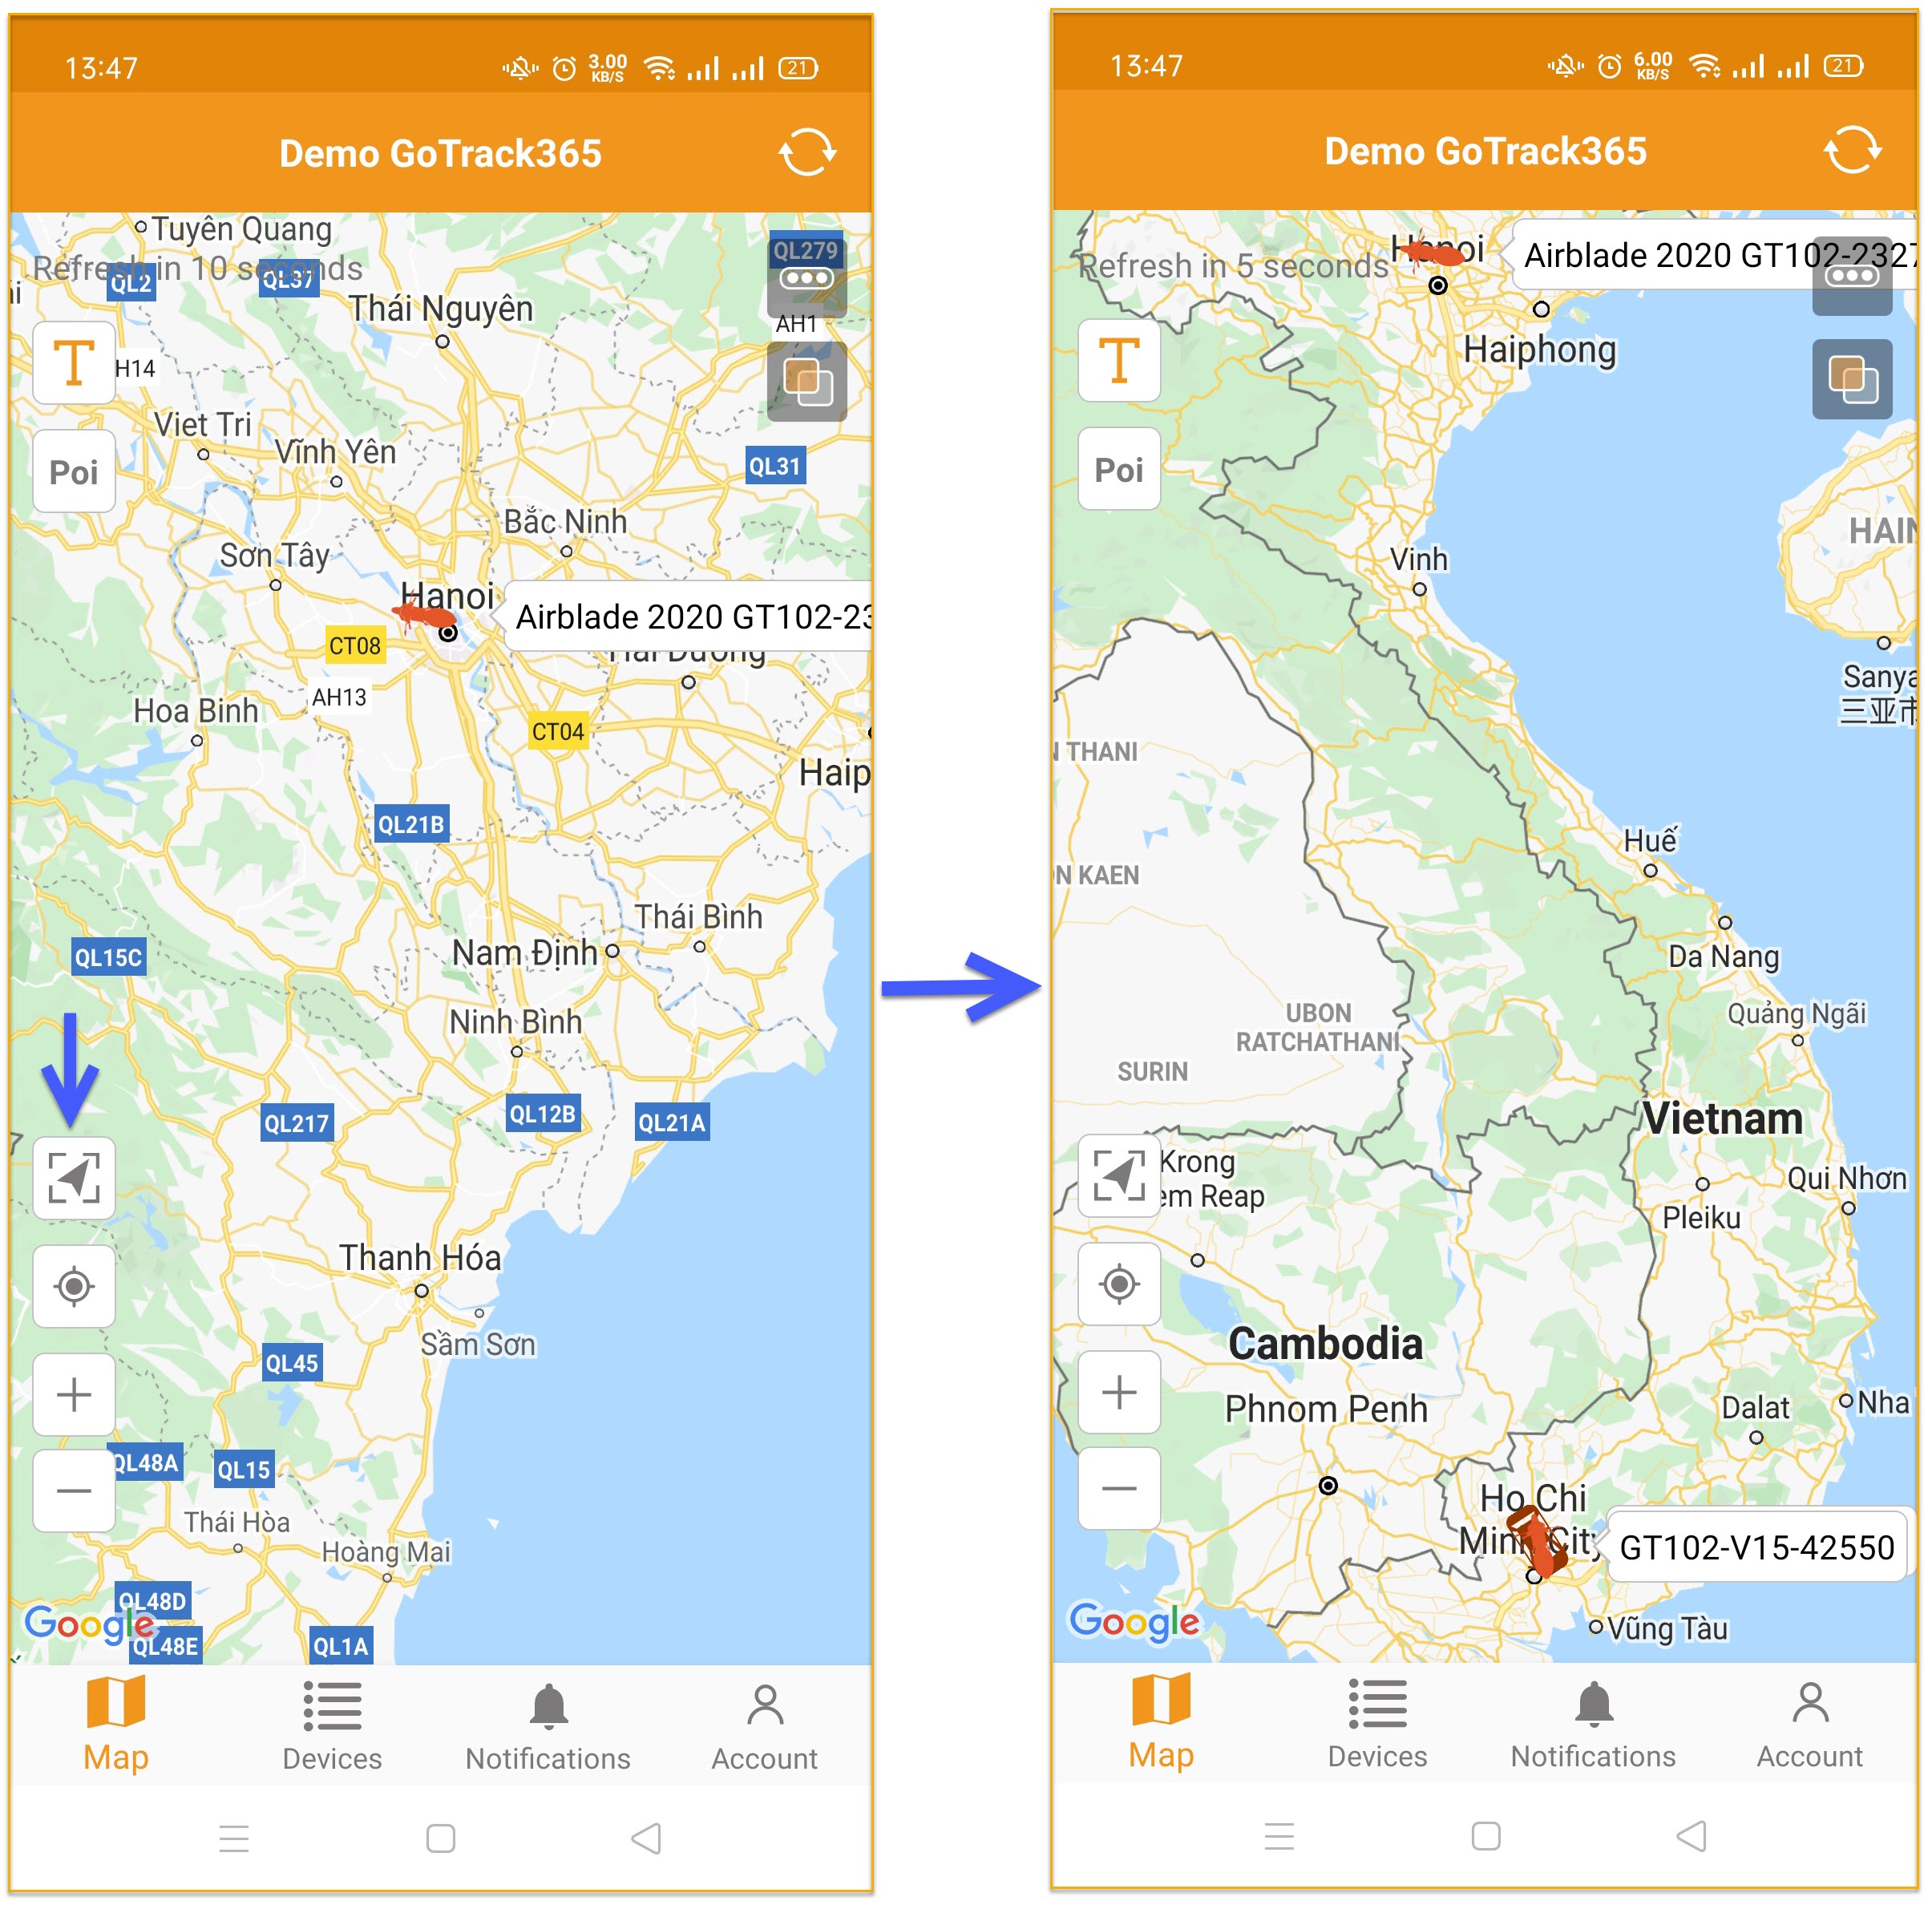 13:47
3.00
KB/S
21
Demo GoTrack365
Tuyên Quang
Refresh in 10 seconds
QL279
QL2
QL37
Thái Nguyên
AH1
T
H14
Viet Tri
Vĩnh Yên
Poi
QL31
Bắc Ninh
Sơn Tây
Hanoi
Airblade 2020 GT102-23
CT08
Hải Dương
AH13
Hoa Binh
CT04
Haip
QL21B
Thái Bình
Nam Định
QL15C
Ninh Bình
QL217
QL12B
QL21A
Thanh Hóa
Sầm Sơn
QL45
QL48A
QL15
Thái Hòa
Hoàng Mai
QL48D
Google
QL48E
QL1A
Map
Devices
Notifications
Account
13:47
6.00
KB/S
21
Demo GoTrack365
Hanoi
Airblade 2020 GT102-2327
Refresh in 5 seconds
Haiphong
T
Poi
HAIN
Vinh
Sanya
三亚市
N THANI
Huế
ON KAEN
Da Nang
UBON
RATCHATHANI
Quảng Ngãi
SURIN
Vietnam
Krong
em Reap
Qui Nhơn
Pleiku
Cambodia
Phnom Penh
Dalat
Nha
Ho Chi
Minh City
GT102-V15-42550
Google
Vũng Tàu
Map
Devices
Notifications
Account